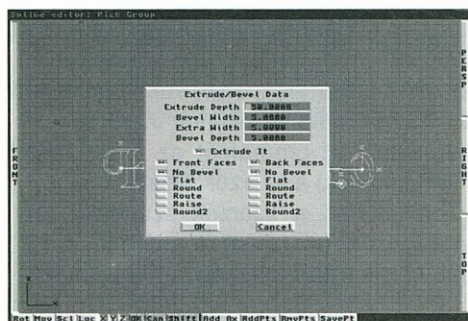 Online editor: Pick Group
PERSP
Extrude/Bevel Data
Extrude Depth 50.0000
Bevel Width 5.0000
Extra Width 5.0000
Bevel Depth 5.0000
Extrude It
Front Faces Back Faces
No Bevel No Bevel
Flat Flat
Round Round
Route Route
Raise Raise
Round2 Round2
OK Cancel
FRONT
RIGHT
TOP
Rot Mov Scl Loc X Y Z OK Can Shift Add Ax AddPts RmvPts SavePt